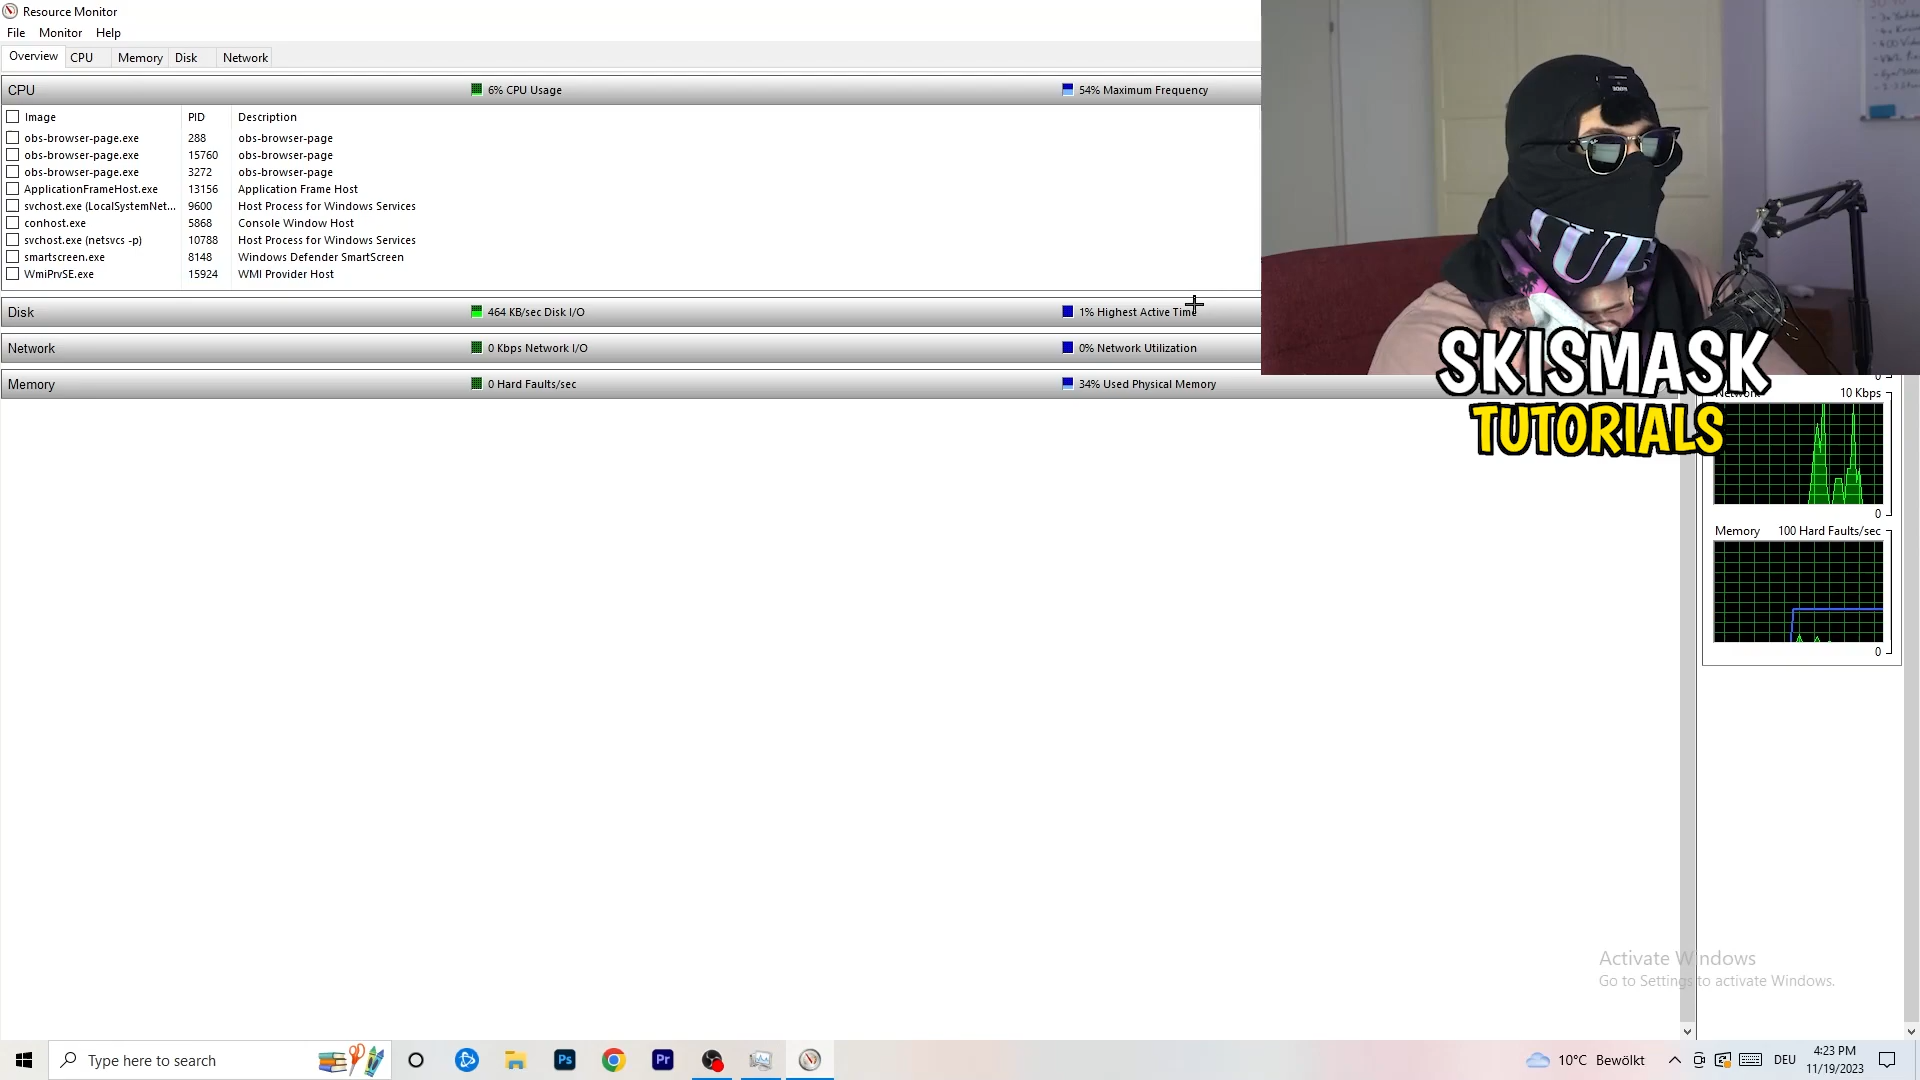 Resource Monitor
File Monitor Help
Overview CPU Memory Disk Network
CPU 6% CPU Usage 54% Maximum Frequency
Image PID Description
obs-browser-page.exe 288 obs-browser-page
obs-browser-page.exe 15760 obs-browser-page
obs-browser-page.exe 3272 obs-browser-page
ApplicationFrameHost.exe 13156 Application Frame Host
svchost.exe (LocalSystemNet... 9600 Host Process for Windows Services
conhost.exe 5868 Console Window Host
svchost.exe (netsvcs -p) 10788 Host Process for Windows Services
smartscreen.exe 8148 Windows Defender SmartScreen
WmiPrvSE.exe 15924 WMI Provider Host
Disk 464 KB/sec Disk I/O 1% Highest Active Time
Network 0 Kbps Network I/O 0% Network Utilization
Memory 0 Hard Faults/sec 34% Used Physical Memory
SKISMASK
TUTORIALS
0
Network 10 Kbps
0
Memory 100 Hard Faults/sec
0
Activate Windows
Go to Settings to activate Windows.
Type here to search
Ps
Pr
10°C Bewölkt
DEU
4:23 PM
11/19/2023